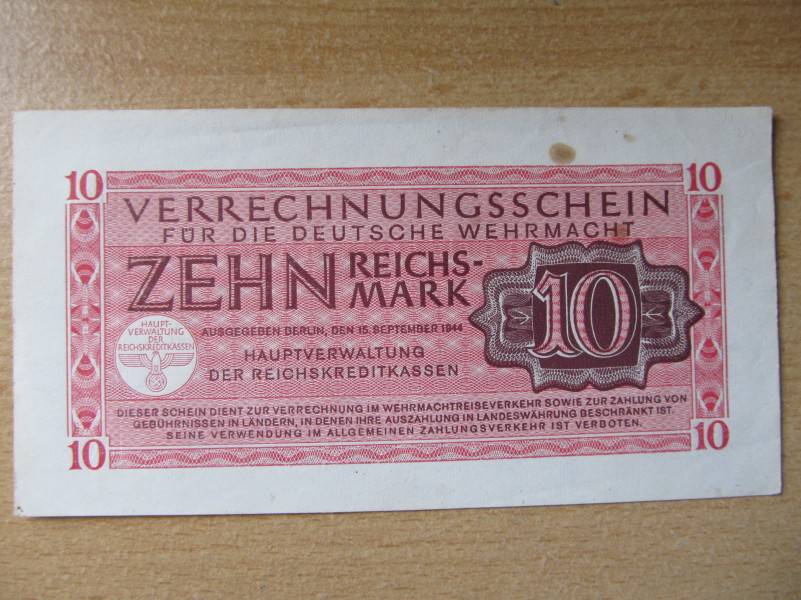 10 10
VERRECHNUNGSSCHEIN
FÜR DIE DEUTSCHE WEHRMACHT
ZEHN REICHS-
MARK
10
AUSGEGEBEN BERLIN, DEN 15. SEPTEMBER 1944
HAUPTVERWALTUNG
DER REICHSKREDITKASSEN
HAUPT-
VERWALTUNG
DER
REICHSKREDITKASSEN
DIESER SCHEIN DIENT ZUR VERRECHNUNG IM WEHRMACHTREISEVERKEHR SOWIE ZUR ZAHLUNG VON
GEBÜHRNISSEN IN LÄNDERN, IN DENEN IHRE AUSZAHLUNG IN LANDESWÄHRUNG BESCHRÄNKT IST.
SEINE VERWENDUNG IM ALLGEMEINEN ZAHLUNGSVERKEHR IST VERBOTEN.
10 10